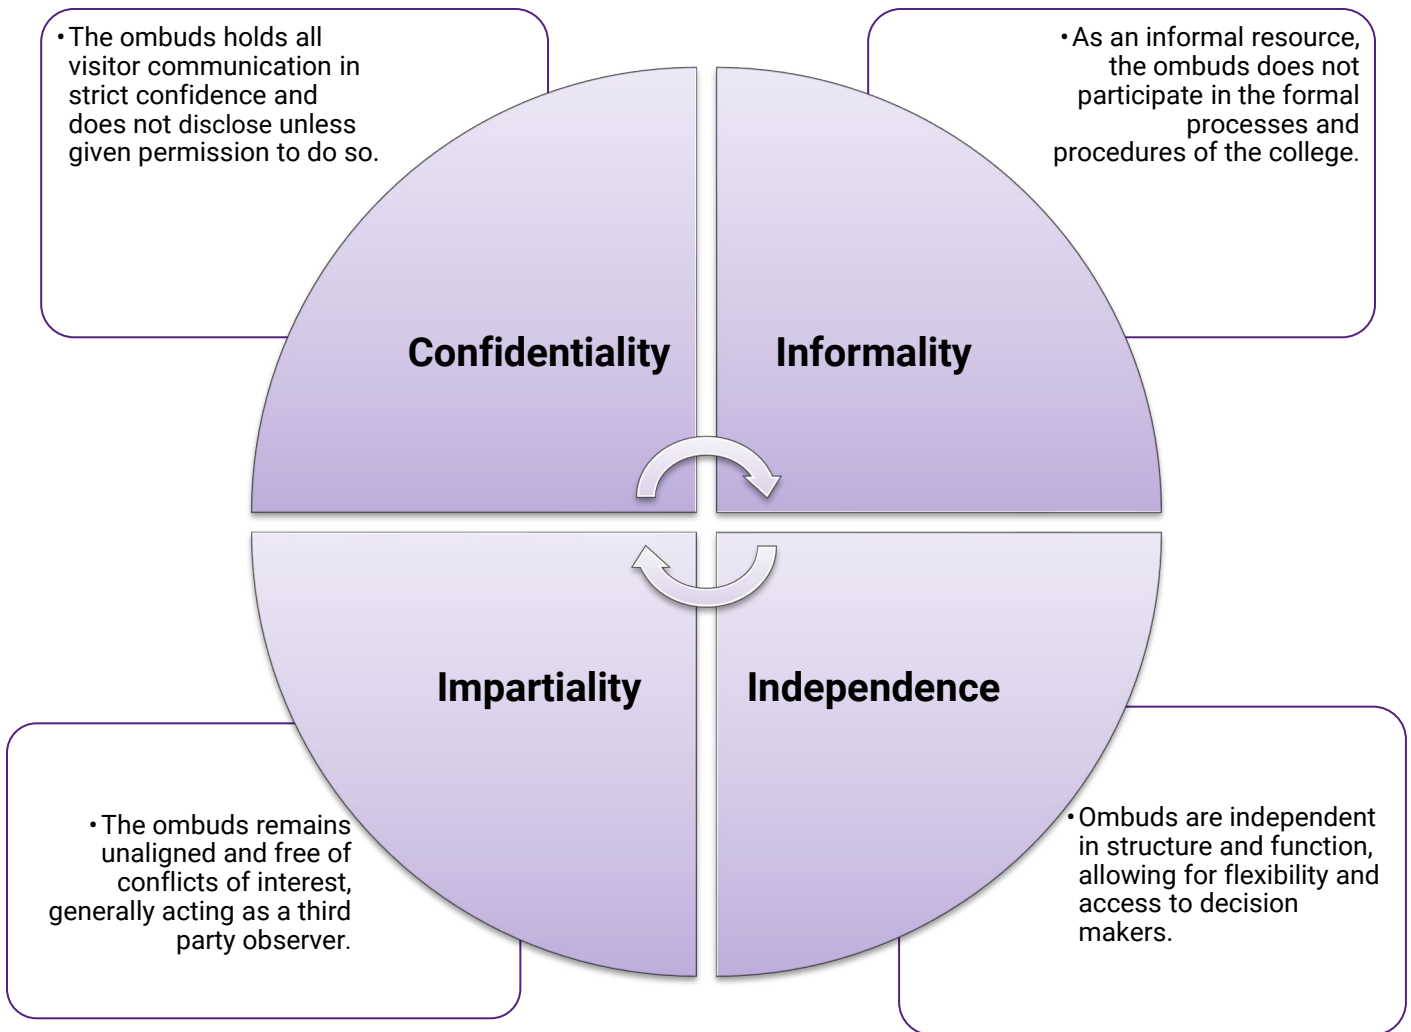 •The ombuds holds all
visitor communication in
strict confidence and
does not disclose unless
given permission to do so.
•As an informal resource,
the ombuds does not
participate in the formal
processes and
procedures of the college.
Confidentiality
Informality
Impartiality
Independence
•The ombuds remains
unaligned and free of
conflicts of interest,
generally acting as a third
party observer.
•Ombuds are independent
in structure and function,
allowing for flexibility and
access to decision
makers.